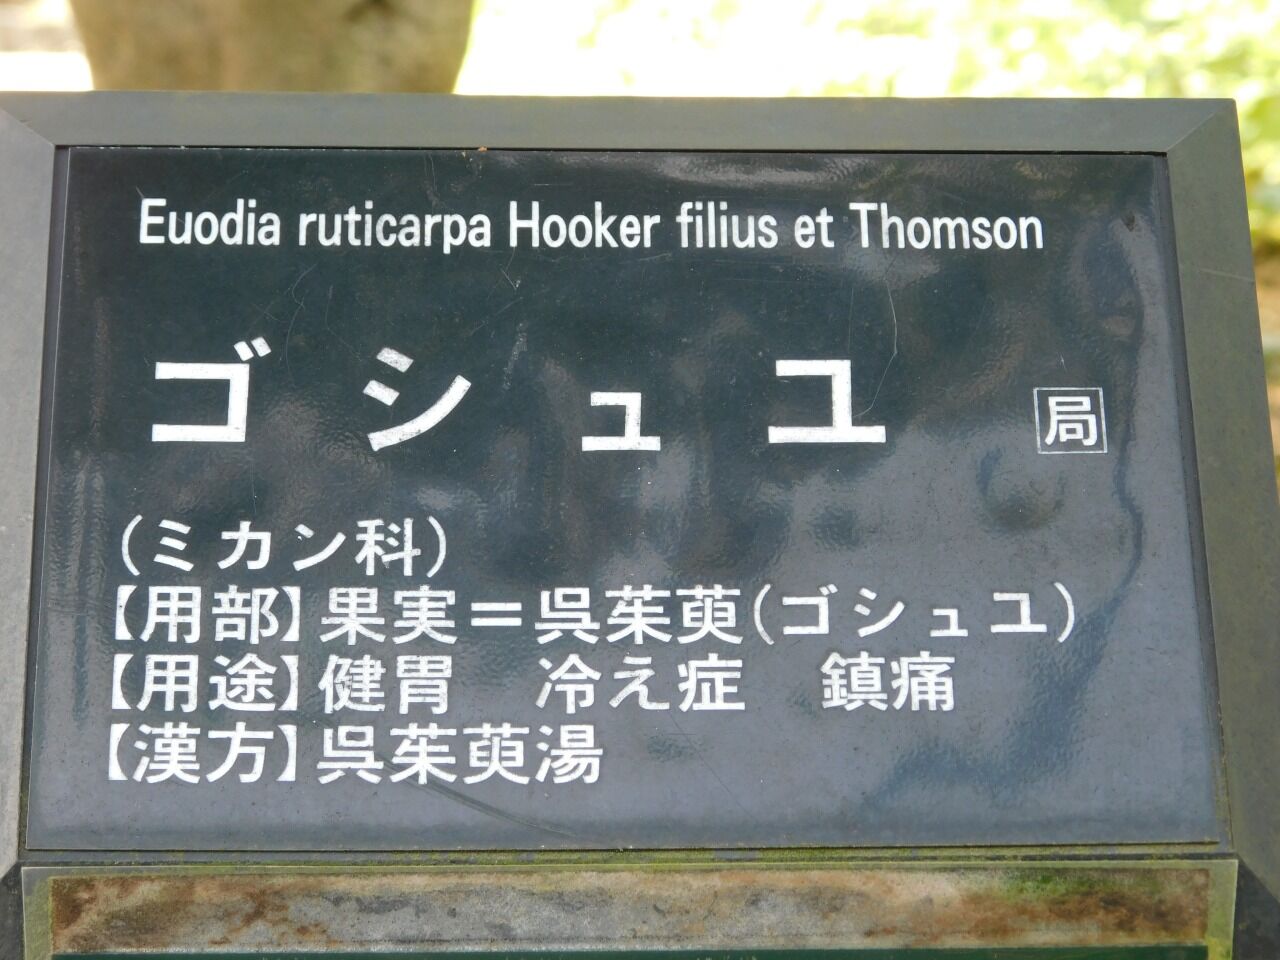 Euodia ruticarpa Hooker filius et Thomson
ゴシュユ 局
(ミカン科)
【用部】果実=呉茱萸(ゴシュユ)
【用途】健胃　冷え症　鎮痛
【漢方】呉茱萸湯